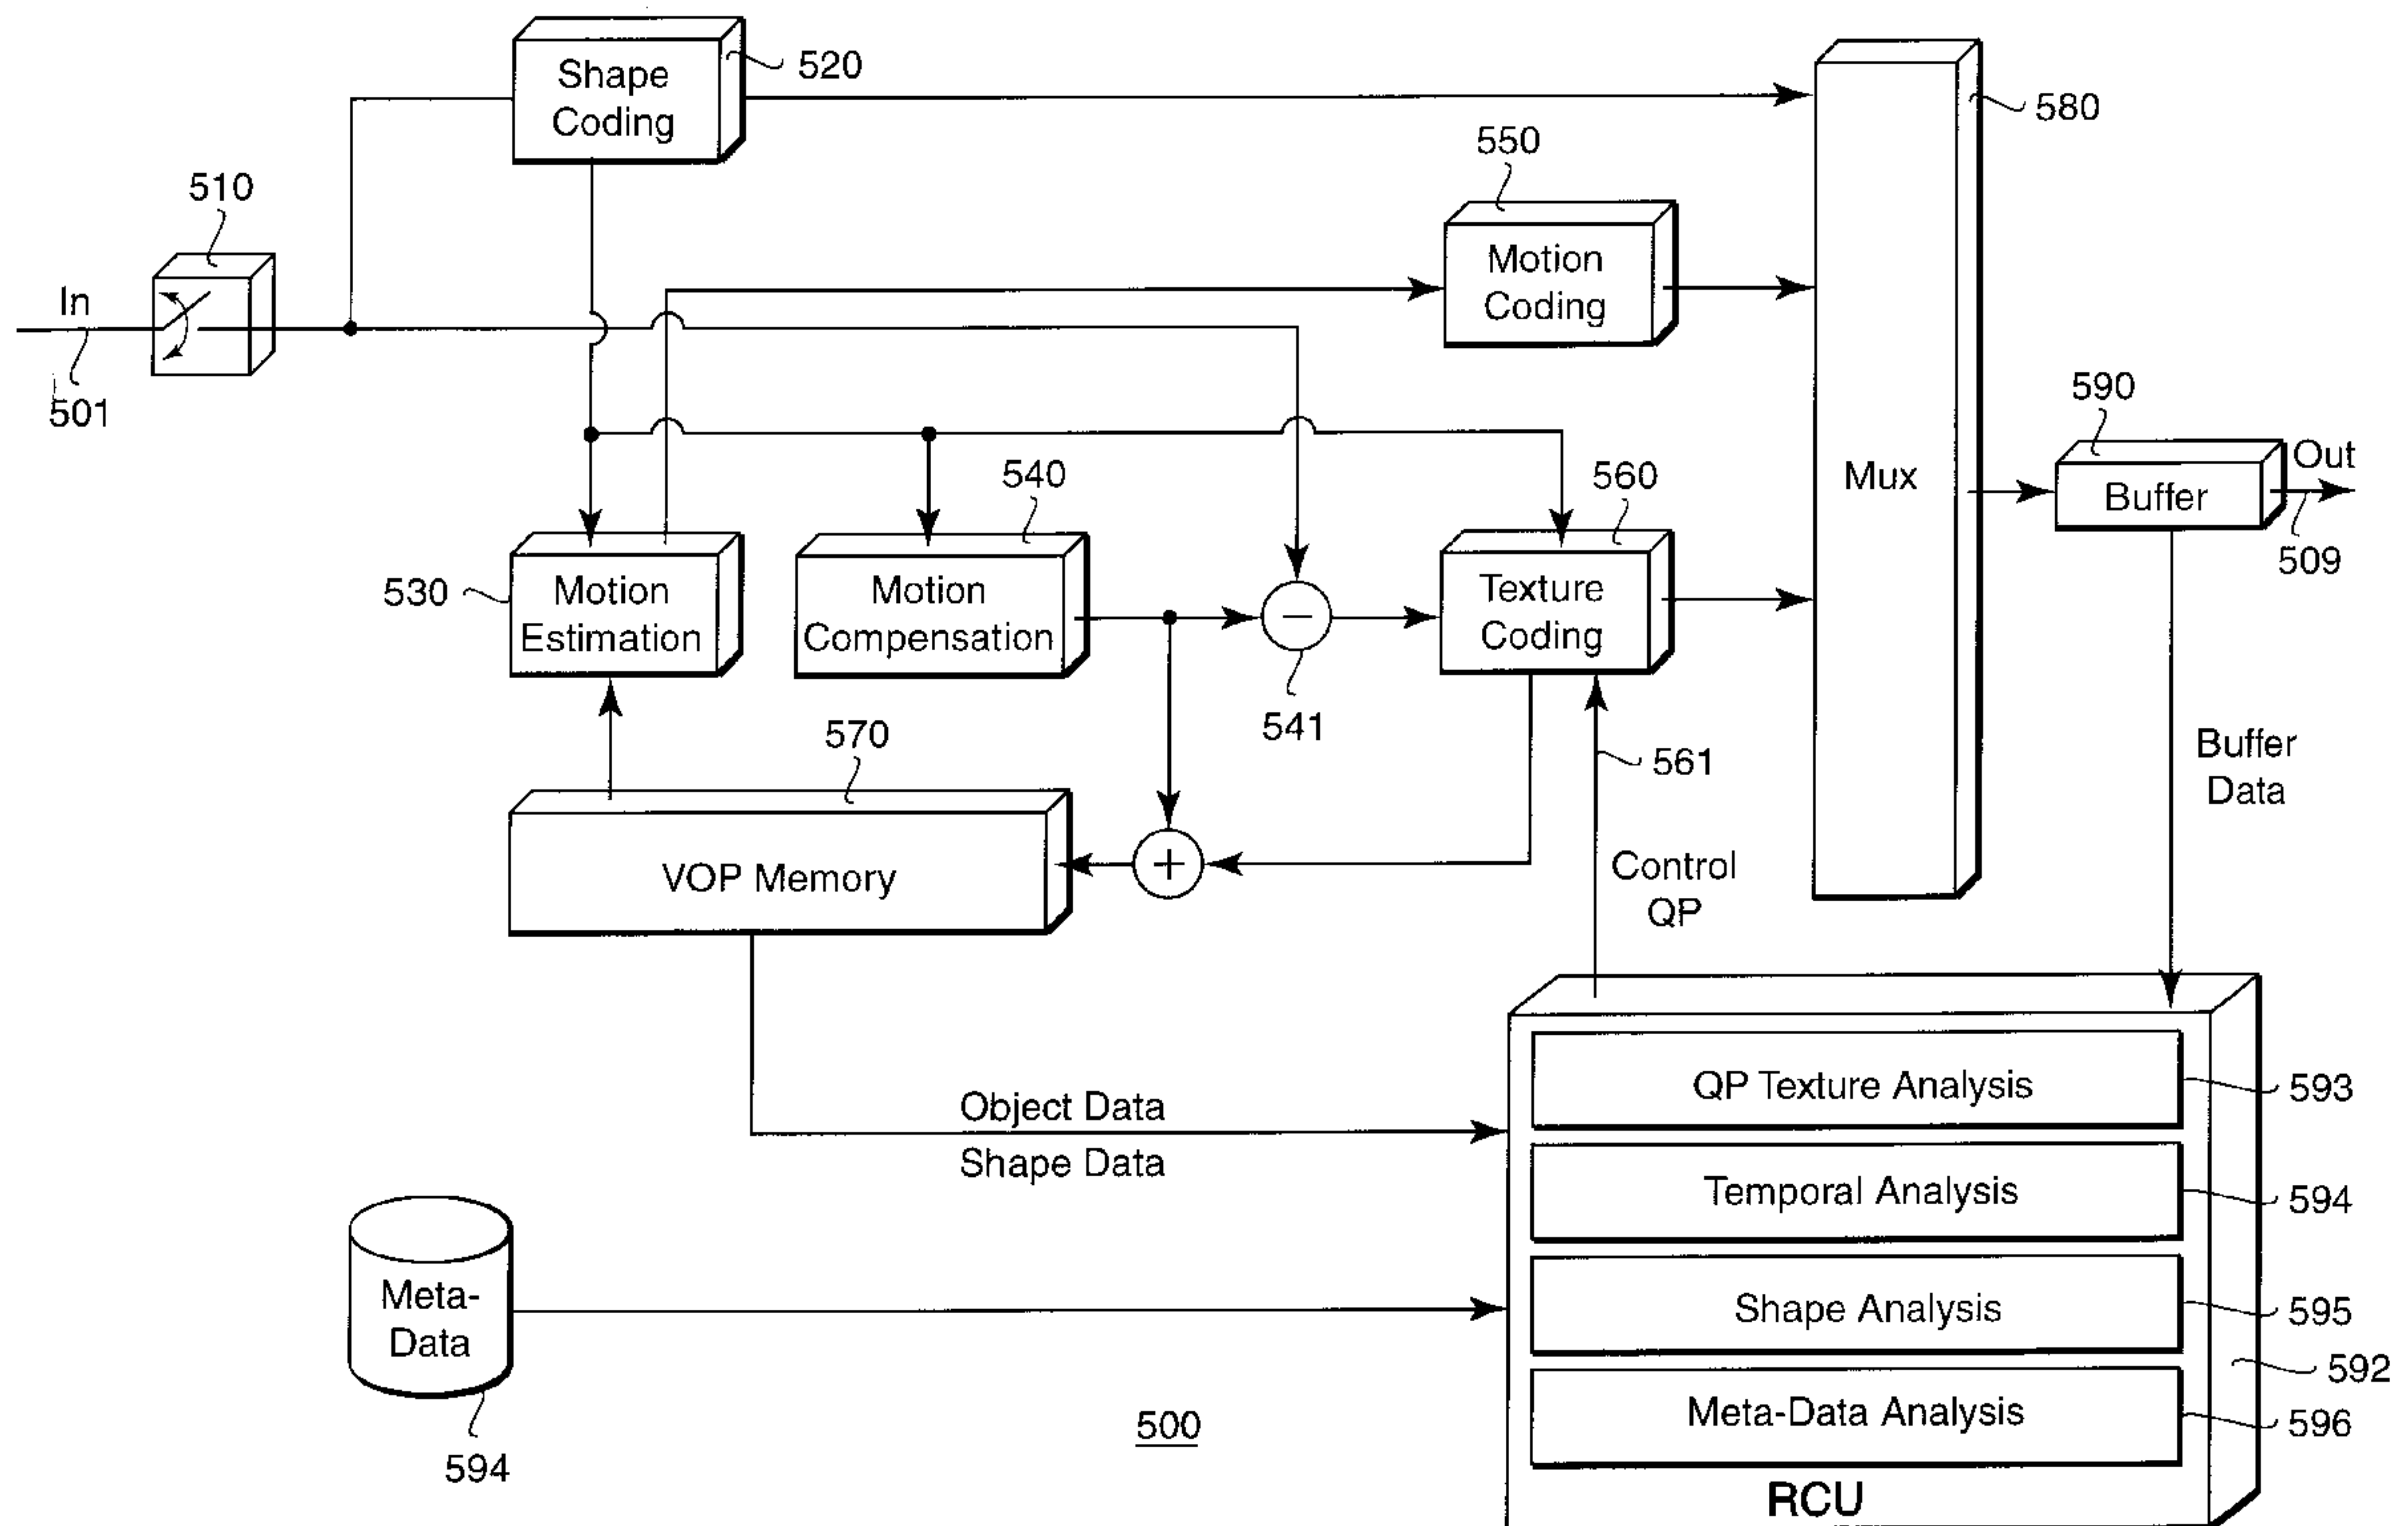 Shape
Coding
520
580
550
510
Motion
Coding
In
501
590
Out
Buffer
509
540
560
Mux
530
Motion
Estimation
Motion
Compensation
−
541
Texture
Coding
570
561
Buffer
Data
VOP Memory
+
Control
QP
Object Data
Shape Data
QP Texture Analysis
593
Temporal Analysis
594
Meta-
Data
594
Shape Analysis
595
592
Meta-Data Analysis
596
500
RCU